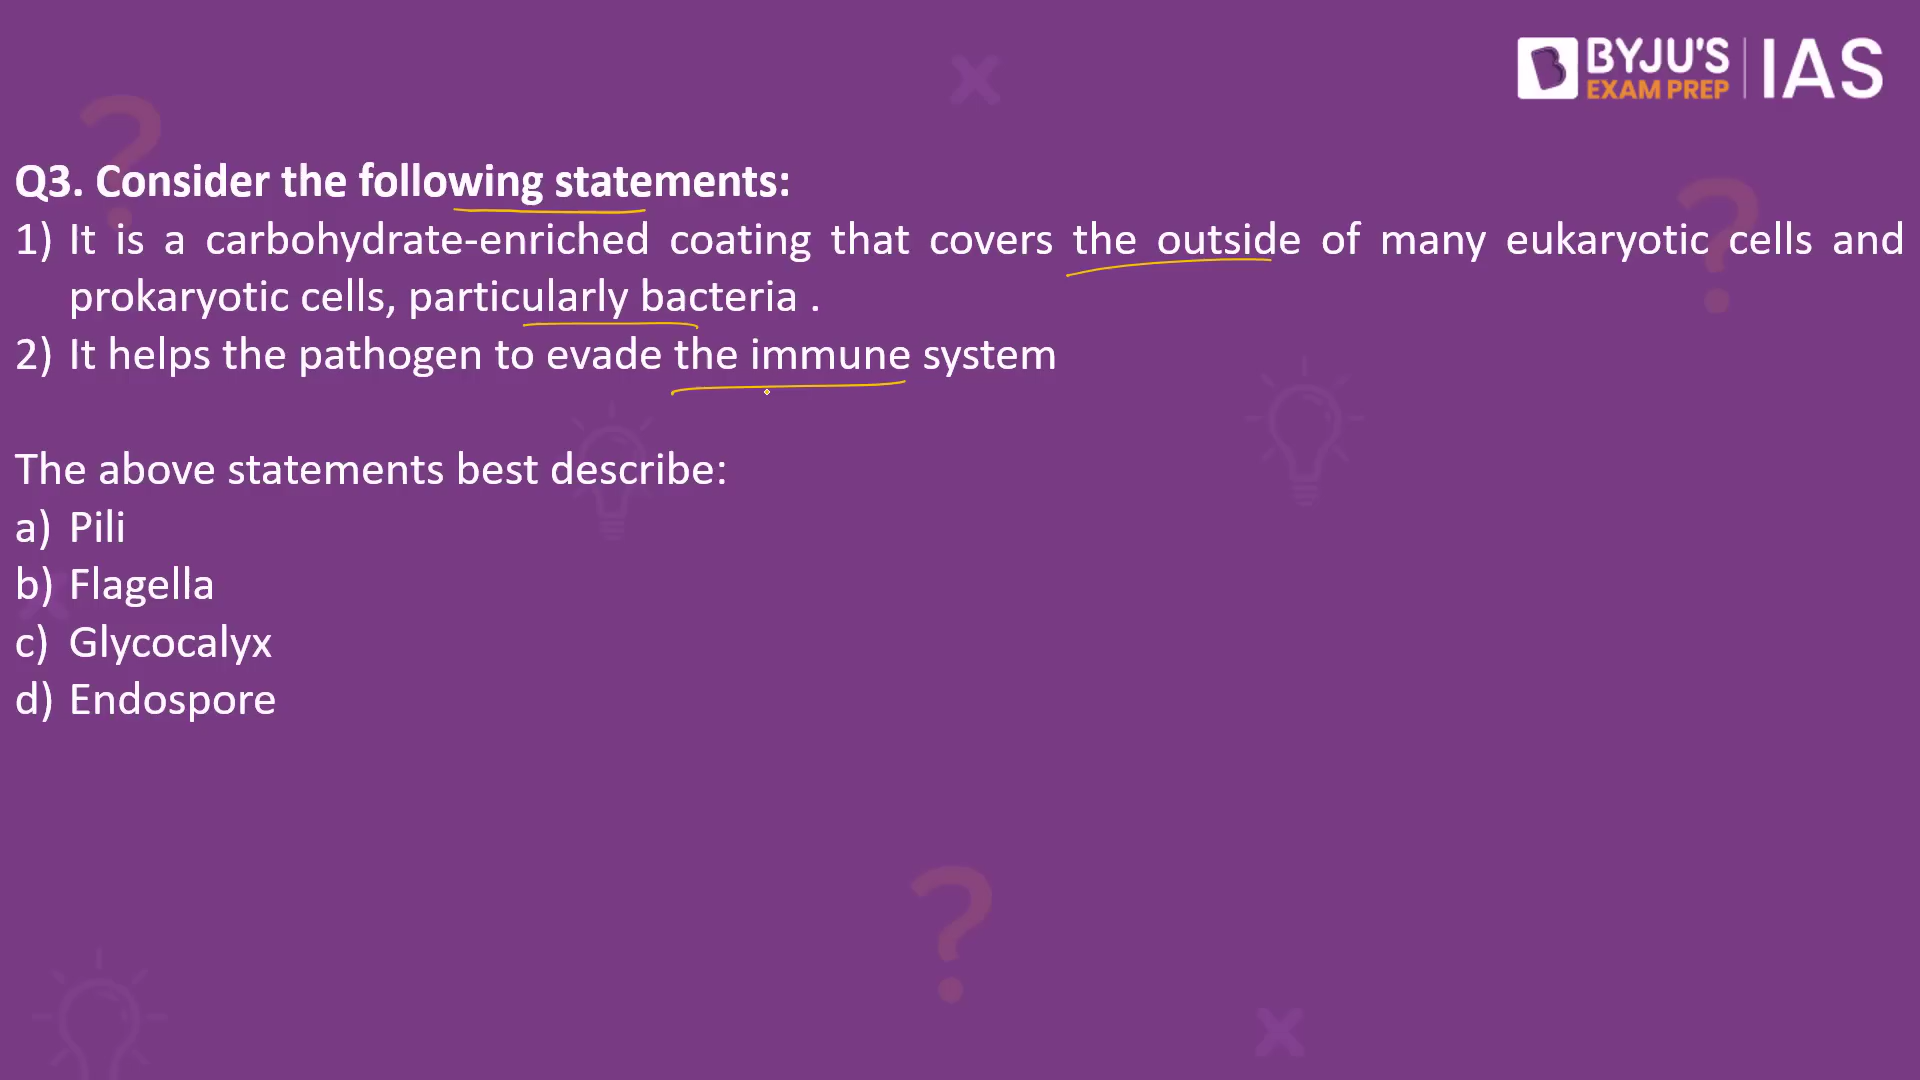 BYJU'S
EXAM PREP
IAS
Q3. Consider the following statements:
1) It is a carbohydrate-enriched coating that covers the outside of many eukaryotic cells and
prokaryotic cells, particularly bacteria .
2) It helps the pathogen to evade the immune system
The above statements best describe:
a) Pili
b) Flagella
c) Glycocalyx
d) Endospore